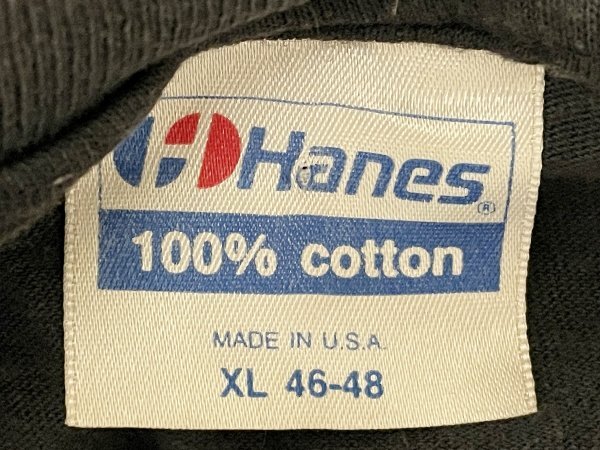 Hanes®
100% cotton
MADE IN U.S.A.
XL 46-48